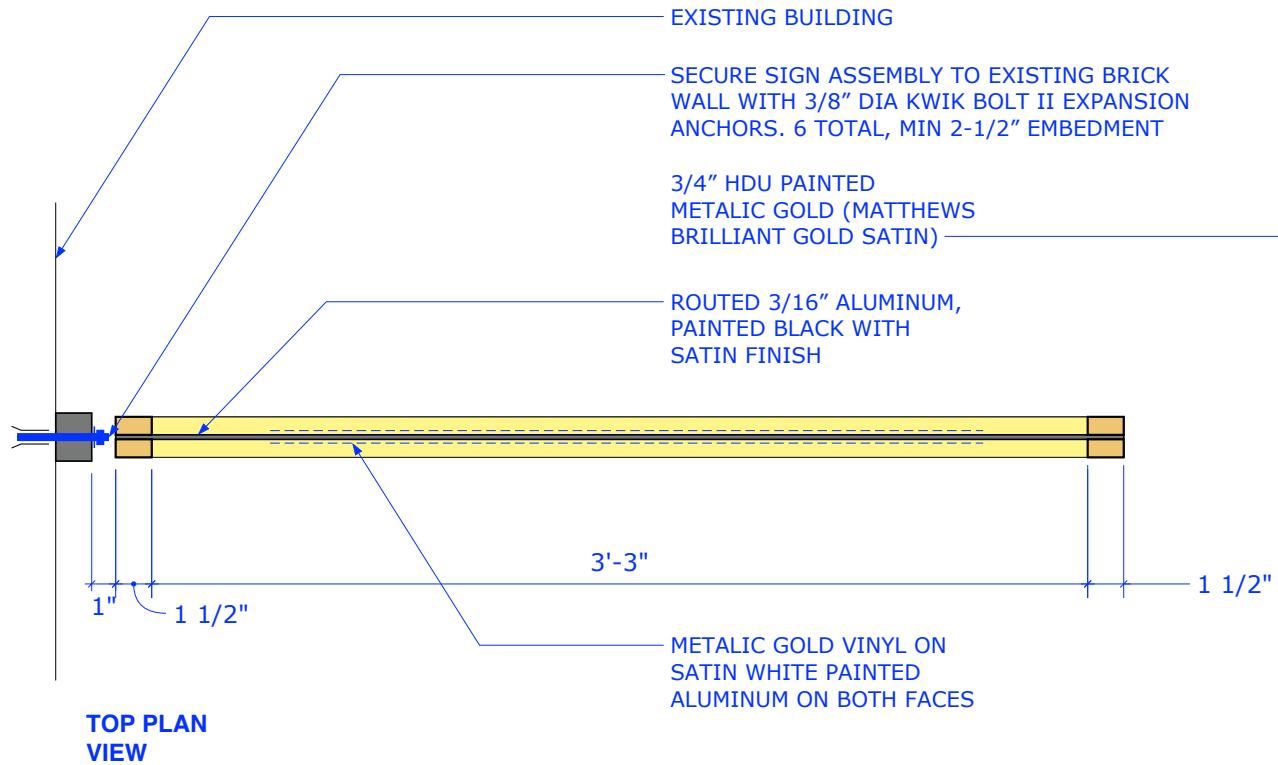 EXISTING BUILDING
SECURE SIGN ASSEMBLY TO EXISTING BRICK
WALL WITH 3/8” DIA KWIK BOLT II EXPANSION
ANCHORS. 6 TOTAL, MIN 2-1/2” EMBEDMENT
3/4” HDU PAINTED
METALIC GOLD (MATTHEWS
BRILLIANT GOLD SATIN)
ROUTED 3/16” ALUMINUM,
PAINTED BLACK WITH
SATIN FINISH
3'-3"
1"
1 1/2"
1 1/2"
METALIC GOLD VINYL ON
SATIN WHITE PAINTED
ALUMINUM ON BOTH FACES
TOP PLAN
VIEW